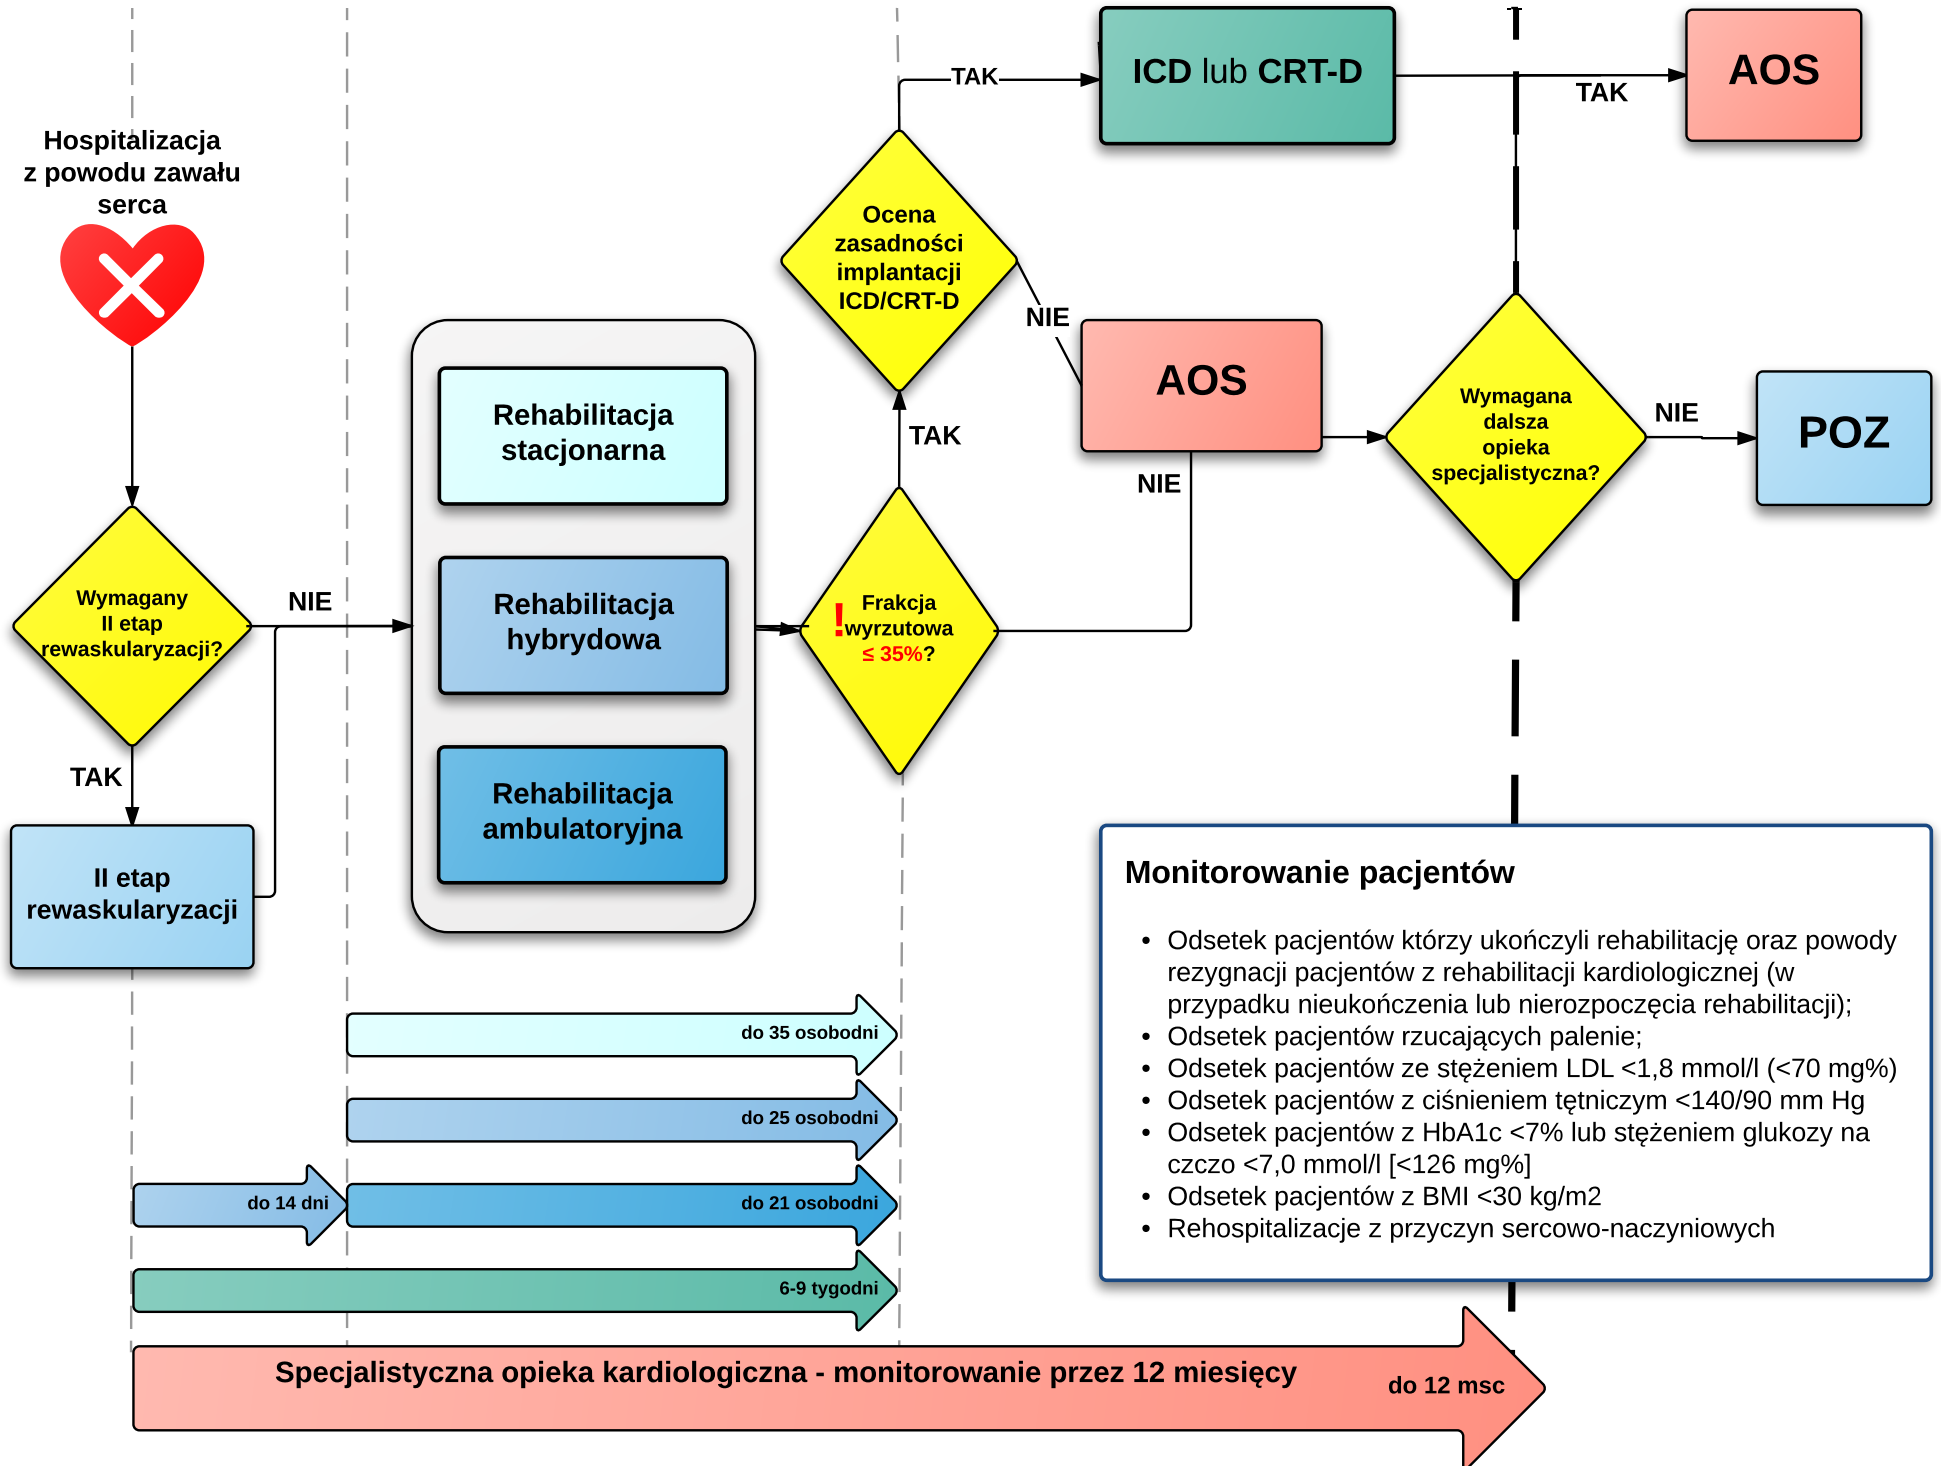 Hospitalizacja
z powodu zawału
serca
Wymagany
II etap
rewaskularyzacji?
NIE
TAK
II etap
rewaskularyzacji
Rehabilitacja
stacjonarna
Rehabilitacja
hybrydowa
Rehabilitacja
ambulatoryjna
! Frakcja
wyrzutowa
≤ 35%?
TAK
NIE
Ocena
zasadności
implantacji
ICD/CRT-D
TAK
NIE
ICD lub CRT-D
AOS
Wymagana
dalsza
opieka
specjalistyczna?
TAK
AOS
NIE
POZ
Monitorowanie pacjentów
• Odsetek pacjentów którzy ukończyli rehabilitację oraz powody
rezygnacji pacjentów z rehabilitacji kardiologicznej (w
przypadku nieukończenia lub nierozpoczęcia rehabilitacji);
• Odsetek pacjentów rzucających palenie;
• Odsetek pacjentów ze stężeniem LDL <1,8 mmol/l (<70 mg%)
• Odsetek pacjentów z ciśnieniem tętniczym <140/90 mm Hg
• Odsetek pacjentów z HbA1c <7% lub stężeniem glukozy na
czczo <7,0 mmol/l [<126 mg%]
• Odsetek pacjentów z BMI <30 kg/m2
• Rehospitalizacje z przyczyn sercowo-naczyniowych
do 35 osobodni
do 25 osobodni
do 14 dni
do 21 osobodni
6-9 tygodni
Specjalistyczna opieka kardiologiczna - monitorowanie przez 12 miesięcy
do 12 msc